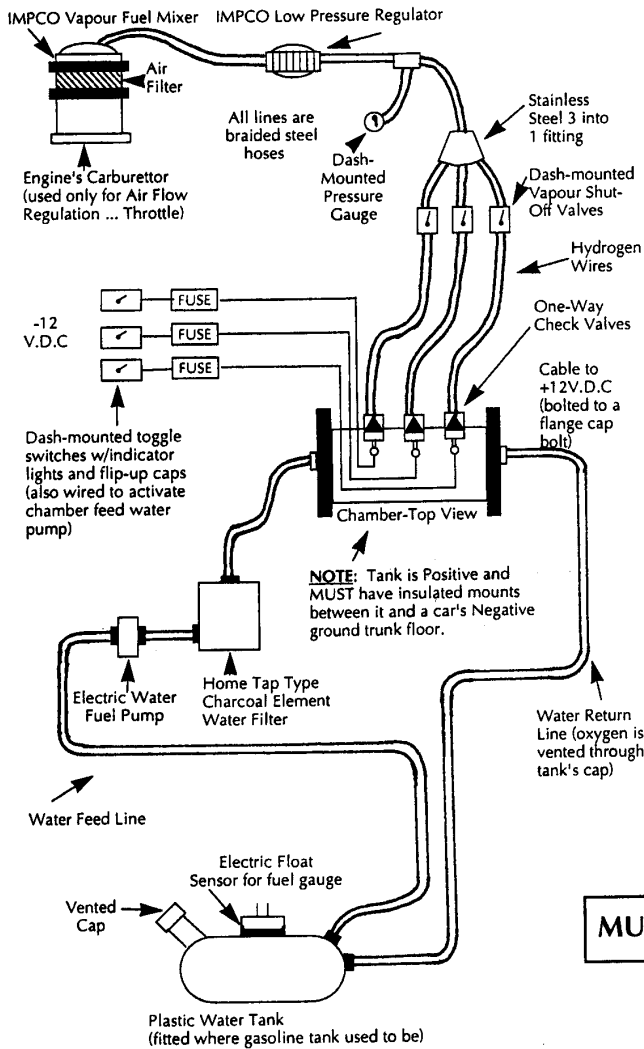 IMPCO Vapour Fuel Mixer
IMPCO Low Pressure Regulator
Air
Filter
All lines are
braided steel
hoses
Dash-
Mounted
Pressure
Gauge
Stainless
Steel 3 into
1 fitting
Engine's Carburettor
(used only for Air Flow
Regulation ... Throttle)
Dash-mounted
Vapour Shut-
Off Valves
Hydrogen
Wires
-12
V.D.C
FUSE
FUSE
FUSE
One-Way
Check Valves
Cable to
+12V.D.C
(bolted to a
flange cap
bolt)
Dash-mounted toggle
switches w/indicator
lights and flip-up caps
(also wired to activate
chamber feed water
pump)
Chamber-Top View
NOTE: Tank is Positive and
MUST have insulated mounts
between it and a car's Negative
ground trunk floor.
Electric Water
Fuel Pump
Home Tap Type
Charcoal Element
Water Filter
Water Return
Line (oxygen is
vented through
tank's cap)
Water Feed Line
Electric Float
Sensor for fuel gauge
Vented
Cap
MU
Plastic Water Tank
(fitted where gasoline tank used to be)